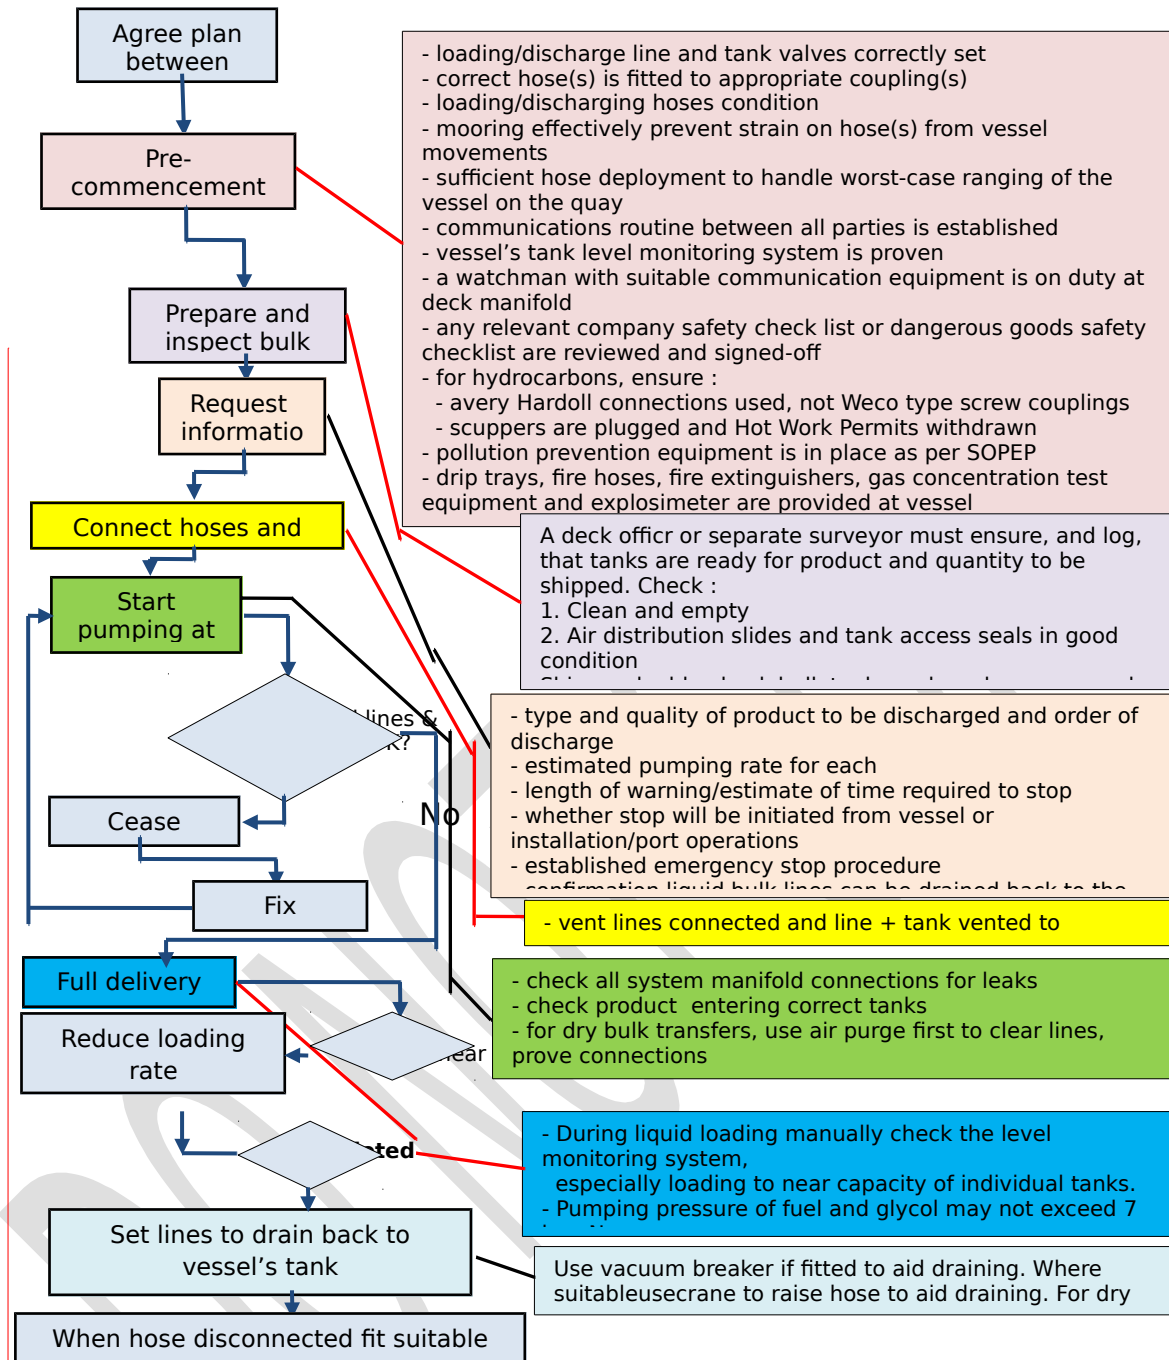 Agree plan
between
Pre-
commencement
Prepare and
inspect bulk
Request
informatio
Connect hoses and
Start
pumping at
lines &
k?
No
Cease
Fix
Full delivery
Reduce loading
rate
ear
ted
Set lines to drain back to
vessel's tank
When hose disconnected fit suitable
- loading/discharge line and tank valves correctly set
- correct hose(s) is fitted to appropriate coupling(s)
- loading/discharging hoses condition
- mooring effectively prevent strain on hose(s) from vessel
movements
- sufficient hose deployment to handle worst-case ranging of the
vessel on the quay
- communications routine between all parties is established
- vessel's tank level monitoring system is proven
- a watchman with suitable communication equipment is on duty at
deck manifold
- any relevant company safety check list or dangerous goods safety
checklist are reviewed and signed-off
- for hydrocarbons, ensure :
- avery Hardoll connections used, not Weco type screw couplings
- scuppers are plugged and Hot Work Permits withdrawn
- pollution prevention equipment is in place as per SOPEP
- drip trays, fire hoses, fire extinguishers, gas concentration test
equipment and explosimeter are provided at vessel
A deck officr or separate surveyor must ensure, and log,
that tanks are ready for product and quantity to be
shipped. Check :
1. Clean and empty
2. Air distribution slides and tank access seals in good
condition
- type and quality of product to be discharged and order of
discharge
- estimated pumping rate for each
- length of warning/estimate of time required to stop
- whether stop will be initiated from vessel or
installation/port operations
- established emergency stop procedure
- confirmation liquid bulk lines can be drained back to the
- vent lines connected and line + tank vented to
- check all system manifold connections for leaks
- check product entering correct tanks
- for dry bulk transfers, use air purge first to clear lines,
prove connections
- During liquid loading manually check the level
monitoring system,
especially loading to near capacity of individual tanks.
- Pumping pressure of fuel and glycol may not exceed 7
Use vacuum breaker if fitted to aid draining. Where
suitableusecrane to raise hose to aid draining. For dry